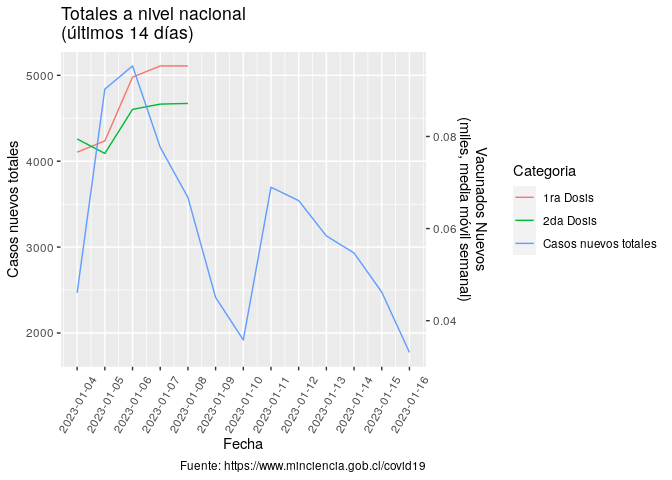 Totales a nivel nacional
(últimos 14 días)
Casos nuevos totales
5000
4000
3000
2000
0.08
0.06
0.04
Vacunados Nuevos
(miles, media móvil semanal)
2023-01-04
2023-01-05
2023-01-06
2023-01-07
2023-01-08
2023-01-09
2023-01-10
2023-01-11
2023-01-12
2023-01-13
2023-01-14
2023-01-15
2023-01-16
Fecha
Categoria
1ra Dosis
2da Dosis
Casos nuevos totales
Fuente: https://www.minciencia.gob.cl/covid19